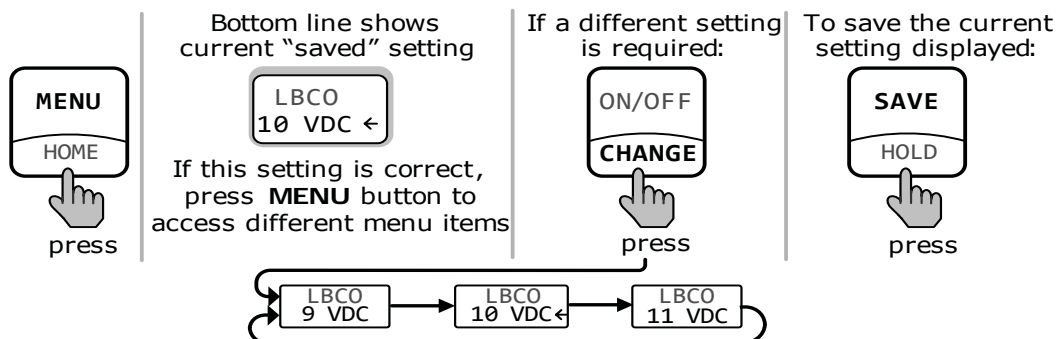 MENU
HOME
press
Bottom line shows
current “saved” setting
LBCO
10 VDC ←
If this setting is correct,
press MENU button to
access different menu items
If a different setting
is required:
ON/OFF
CHANGE
press
To save the current
setting displayed:
SAVE
HOLD
press
LBCO
9 VDC
LBCO
10 VDC←
LBCO
11 VDC